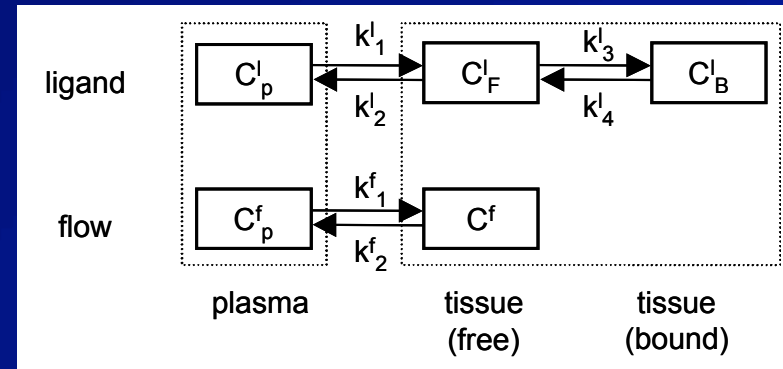 ligand
C^l_p
k^l_1
k^l_2
C^l_F
k^l_3
k^l_4
C^l_B
flow
C^f_p
k^f_1
k^f_2
C^f
plasma
tissue
(free)
tissue
(bound)